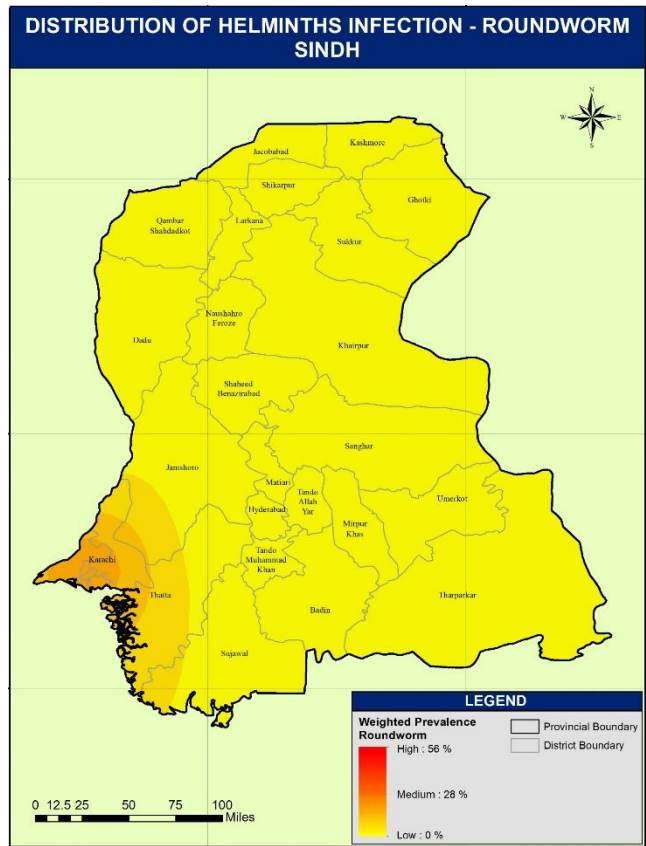 DISTRIBUTION OF HELMINTHS INFECTION - ROUNDWORM
SINDH
N
W E
S
Kashmore
Jacobabad
Shikarpur
Ghotki
Qambar
Shahdadkot
Larkana
Sukkur
Naushahro
Feroze
Dadu
Khairpur
Shaheed
Benazirabad
Sanghar
Jamshoro
Matiari
Tando
Allah
Yar
Umerkot
Hyderabad
Mirpur
Khas
Karachi
Tando
Muhammad
Khan
Thatta
Tharparkar
Badin
Sujawal
LEGEND
Weighted Prevalence
Roundworm
High : 56 %
Medium : 28 %
Low : 0 %
Provincial Boundary
District Boundary
0 12.5 25 50 75 100
Miles